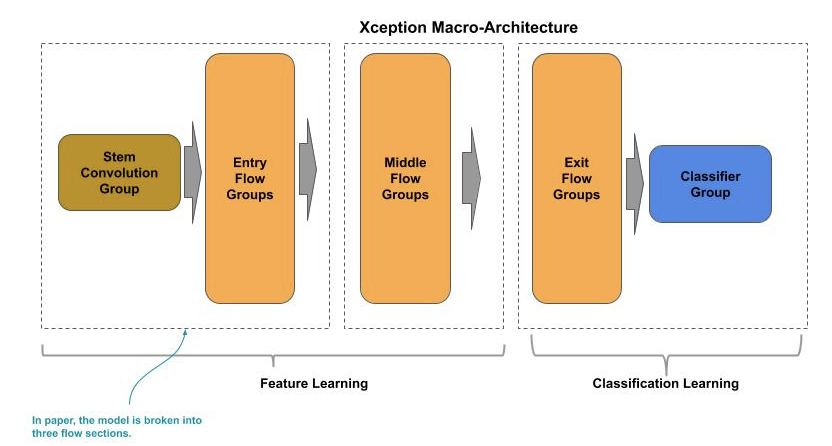 Xception Macro-Architecture
Stem
Convolution
Group
Entry
Flow
Groups
Middle
Flow
Groups
Exit
Flow
Groups
Classifier
Group
Feature Learning
Classification Learning
In paper, the model is broken into
three flow sections.